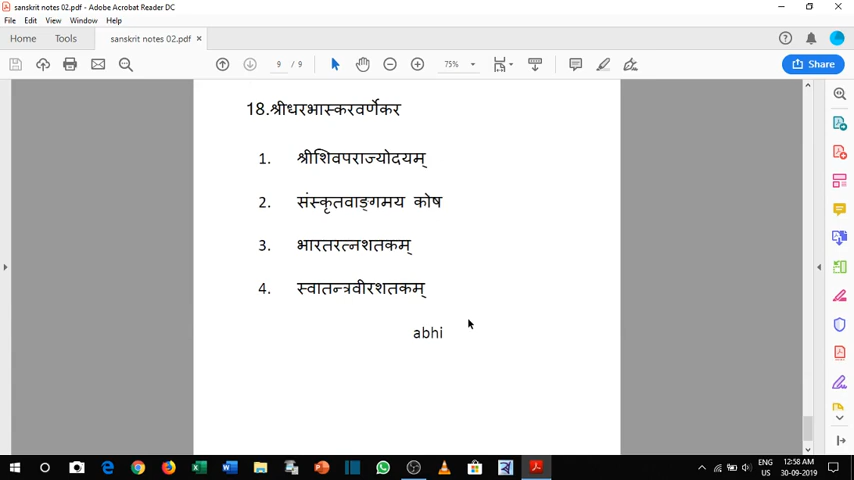 sanskrit notes 02.pdf - Adobe Acrobat Reader DC
File Edit View Window Help
Home Tools sanskrit notes 02.pdf ×
9 / 9 75% Share
18.श्रीधरभास्करवर्णेकर
1. श्रीशिवपराज्योदयम्
2. संस्कृतवाङ्गमय कोष
3. भारतरत्नशतकम्
4. स्वातन्त्रवीरशतकम्
abhi
ENG 12:58 AM
US 30-09-2019